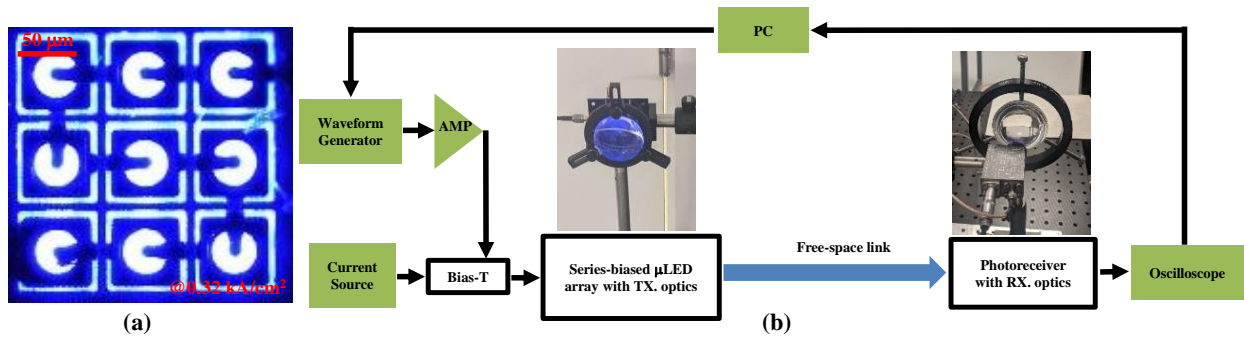 50 µm
@0.32 kA/cm²
(a)
PC
Waveform
Generator
AMP
Current
Source
Bias-T
Series-biased µLED
array with TX. optics
Free-space link
Photoreceiver
with RX. optics
Oscilloscope
(b)